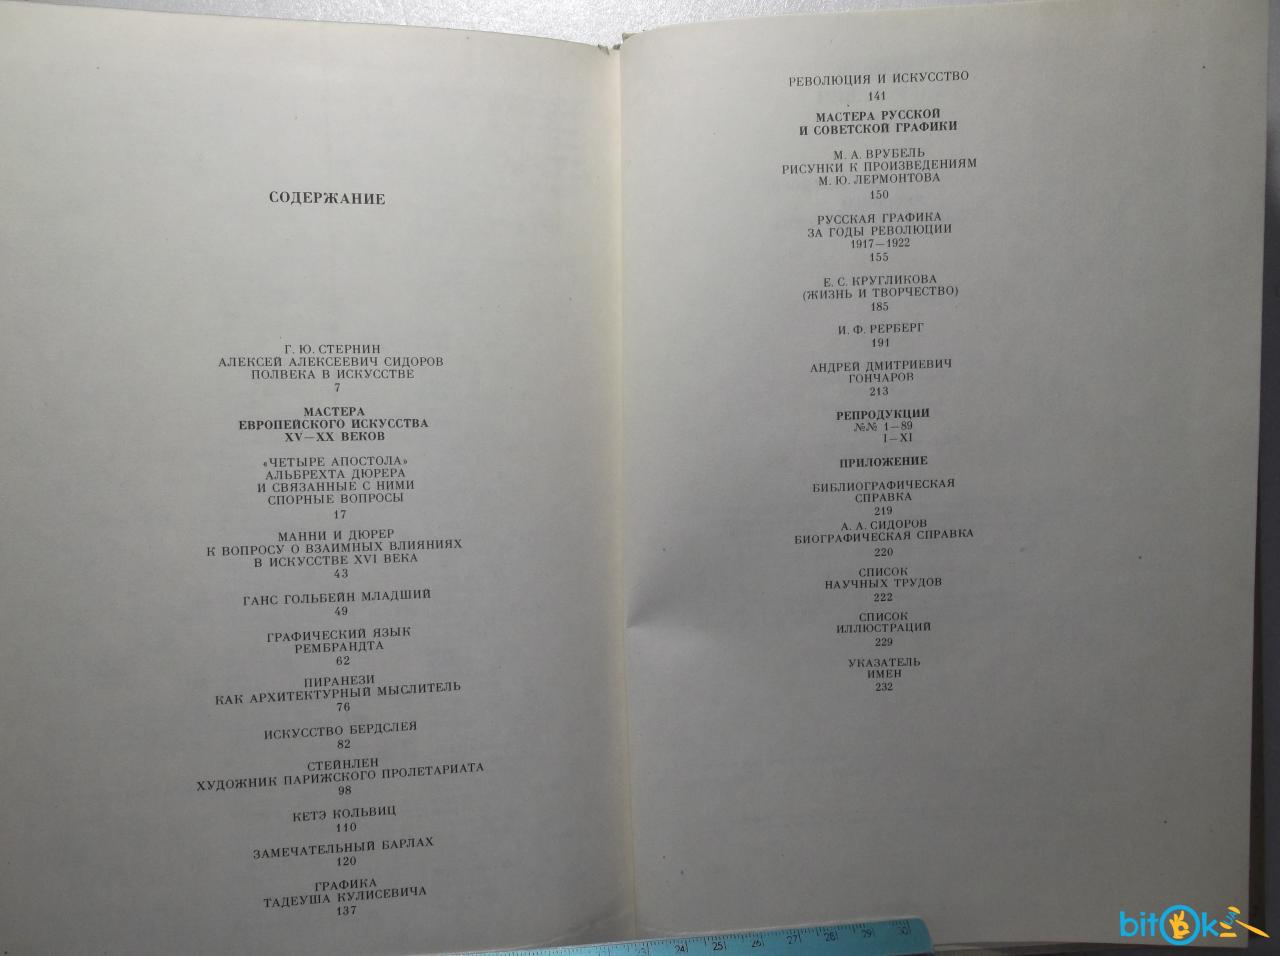 СОДЕРЖАНИЕ
Г. Ю. СТЕРНИН
АЛЕКСЕЙ АЛЕКСЕЕВИЧ СИДОРОВ
ПОЛВЕКА В ИСКУССТВЕ
7
МАСТЕРА
ЕВРОПЕЙСКОГО ИСКУССТВА
XV—XX ВЕКОВ
«ЧЕТЫРЕ АПОСТОЛА»
АЛЬБРЕХТА ДЮРЕРА
И СВЯЗАННЫЕ С НИМИ
СПОРНЫЕ ВОПРОСЫ
17
МАННИ И ДЮРЕР
К ВОПРОСУ О ВЗАИМНЫХ ВЛИЯНИЯХ
В ИСКУССТВЕ XVI ВЕКА
43
ГАНС ГОЛЬБЕЙН МЛАДШИЙ
49
ГРАФИЧЕСКИЙ ЯЗЫК
РЕМБРАНДТА
62
ПИРАНЕЗИ
КАК АРХИТЕКТУРНЫЙ МЫСЛИТЕЛЬ
76
ИСКУССТВО БЕРДСЛЕЯ
82
СТЕЙНЛЕН
ХУДОЖНИК ПАРИЖСКОГО ПРОЛЕТАРИАТА
98
КЕТЭ КОЛЬВИЦ
110
ЗАМЕЧАТЕЛЬНЫЙ БАРЛАХ
120
ГРАФИКА
ТАДЕУША КУЛИСЕВИЧА
137
РЕВОЛЮЦИЯ И ИСКУССТВО
141
МАСТЕРА РУССКОЙ
И СОВЕТСКОЙ ГРАФИКИ
М. А. ВРУБЕЛЬ
РИСУНКИ К ПРОИЗВЕДЕНИЯМ
М. Ю. ЛЕРМОНТОВА
150
РУССКАЯ ГРАФИКА
ЗА ГОДЫ РЕВОЛЮЦИИ
1917—1922
155
Е. С. КРУГЛИКОВА
(ЖИЗНЬ И ТВОРЧЕСТВО)
185
И. Ф. РЕРБЕРГ
191
АНДРЕЙ ДМИТРИЕВИЧ
ГОНЧАРОВ
213
РЕПРОДУКЦИИ
№№ 1—89
I—XI
ПРИЛОЖЕНИЕ
БИБЛИОГРАФИЧЕСКАЯ
СПРАВКА
219
А. А. СИДОРОВ
БИОГРАФИЧЕСКАЯ СПРАВКА
220
СПИСОК
НАУЧНЫХ ТРУДОВ
222
СПИСОК
ИЛЛЮСТРАЦИЙ
229
УКАЗАТЕЛЬ
ИМЕН
232
23 24 25 26 27 28 29 30
bitok